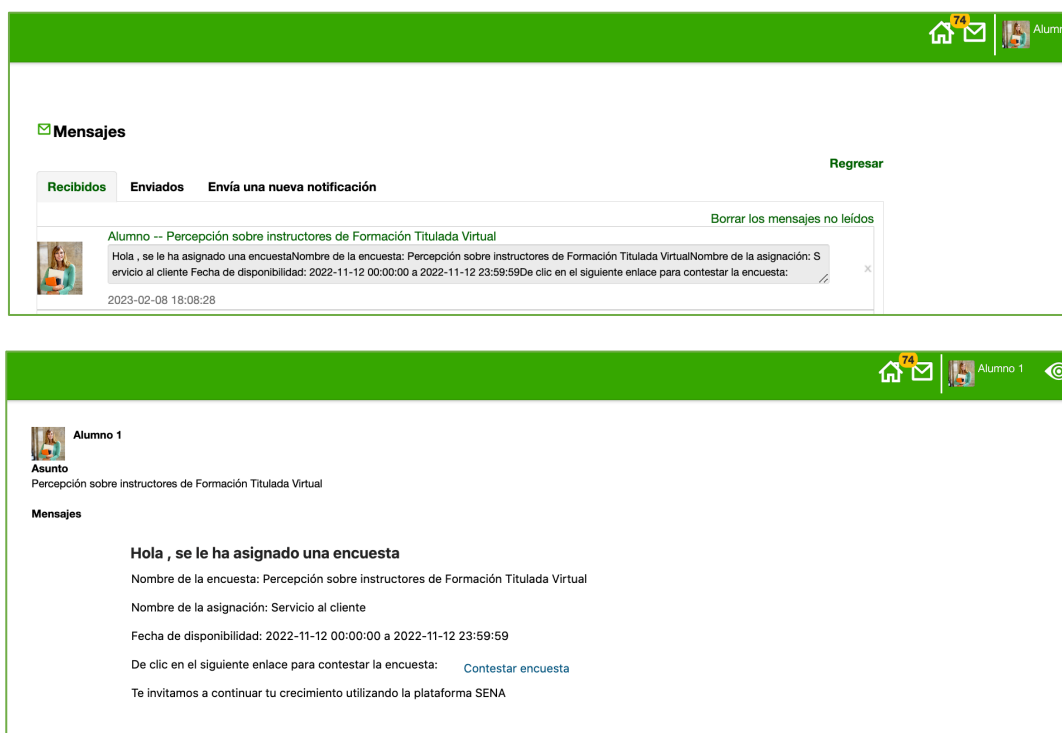 74
Alumn
Mensajes
Regresar
Recibidos Enviados Envía una nueva notificación
Borrar los mensajes no leídos
Alumno -- Percepción sobre instructores de Formación Titulada Virtual
Hola , se le ha asignado una encuestaNombre de la encuesta: Percepción sobre instructores de Formación Titulada VirtualNombre de la asignación: S
ervicio al cliente Fecha de disponibilidad: 2022-11-12 00:00:00 a 2022-11-12 23:59:59De clic en el siguiente enlace para contestar la encuesta:
x
2023-02-08 18:08:28
74
Alumno 1
Alumno 1
Asunto
Percepción sobre instructores de Formación Titulada Virtual
Mensajes
Hola , se le ha asignado una encuesta
Nombre de la encuesta: Percepción sobre instructores de Formación Titulada Virtual
Nombre de la asignación: Servicio al cliente
Fecha de disponibilidad: 2022-11-12 00:00:00 a 2022-11-12 23:59:59
De clic en el siguiente enlace para contestar la encuesta: Contestar encuesta
Te invitamos a continuar tu crecimiento utilizando la plataforma SENA